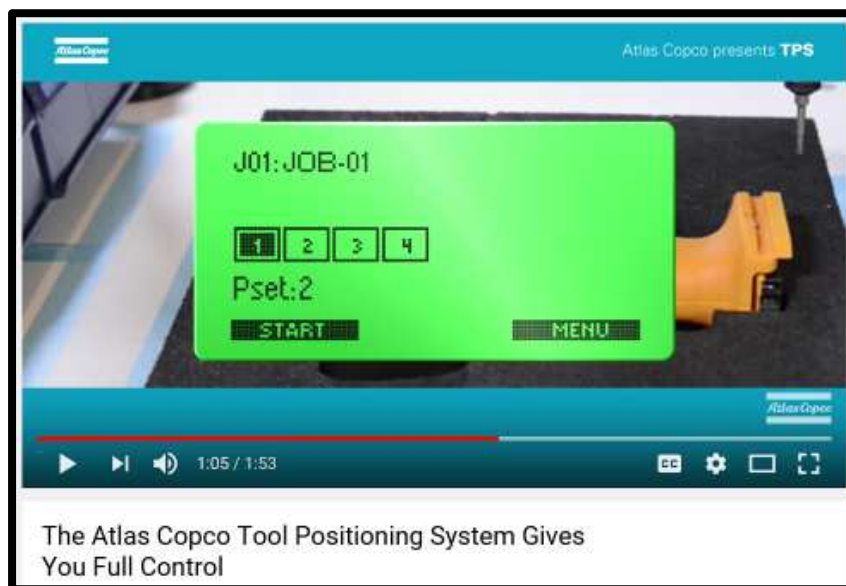 Atlas Copco
Atlas Copco presents TPS
J01:JOB-01
1 2 3 4
Pset:2
START MENU
Atlas Copco
1:05 / 1:53
CC
The Atlas Copco Tool Positioning System Gives
You Full Control